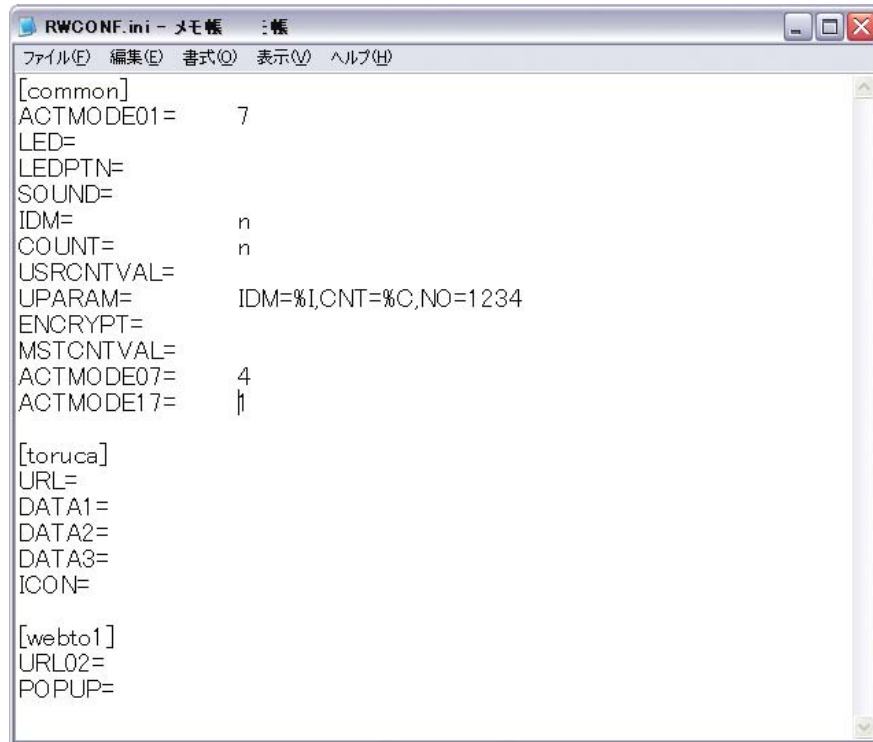 RWCONF.ini - メモ帳
ファイル(F) 編集(E) 書式(O) 表示(V) ヘルプ(H)
[common]
ACTMODE01= 7
LED=
LEDPTN=
SOUND=
IDM= n
COUNT= n
USRCNTVAL=
UPARAM= IDM=%I,CNT=%C,NO=1234
ENCRYPT=
MSTCNTVAL=
ACTMODE07= 4
ACTMODE17= 1
[toruca]
URL=
DATA1=
DATA2=
DATA3=
ICON=
[webto1]
URL02=
POPUP=